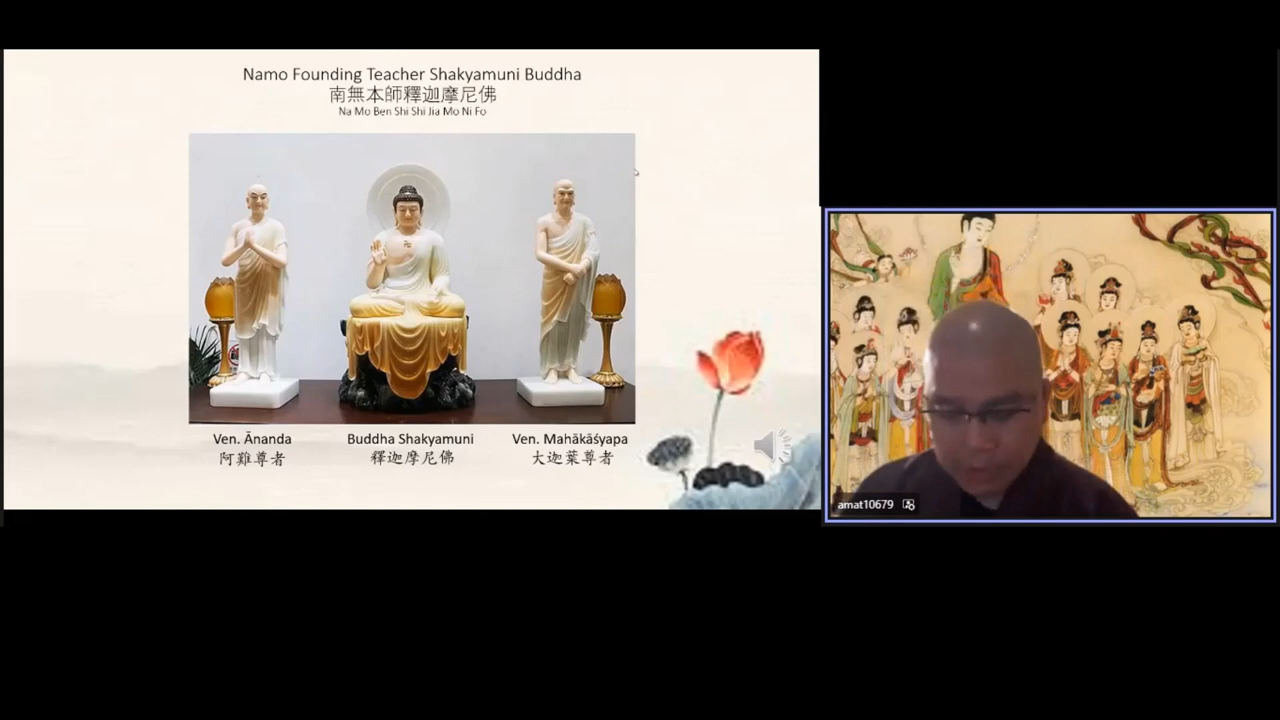 Namo Founding Teacher Shakyamuni Buddha
南無本師釋迦摩尼佛
Na Mo Ben Shi Shi Jia Mo Ni Fo
Ven. Ānanda
阿難尊者
Buddha Shakyamuni
釋迦摩尼佛
Ven. Mahākāśyapa
大迦葉尊者
amat10679